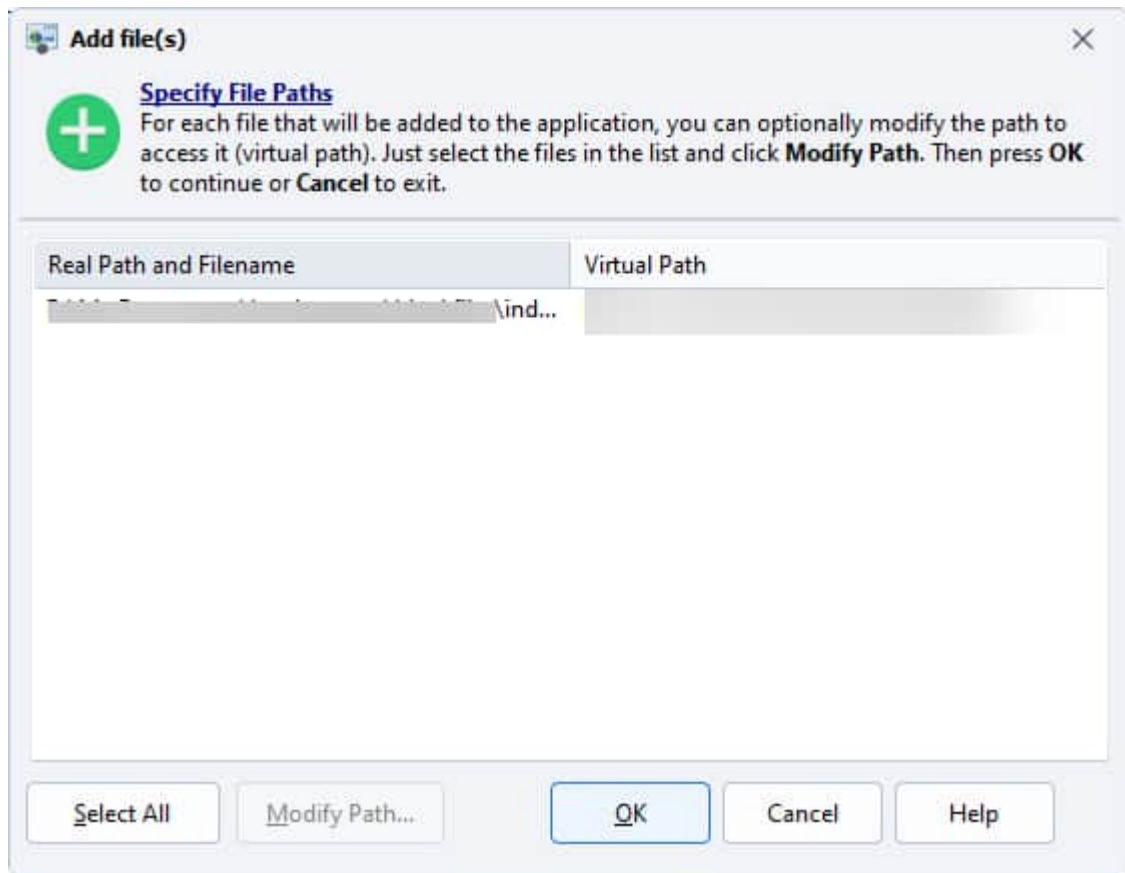 Add file(s)
Specify File Paths
For each file that will be added to the application, you can optionally modify the path to
access it (virtual path). Just select the files in the list and click Modify Path. Then press OK
to continue or Cancel to exit.
Real Path and Filename
Virtual Path
\ind...
Select All
Modify Path...
OK
Cancel
Help